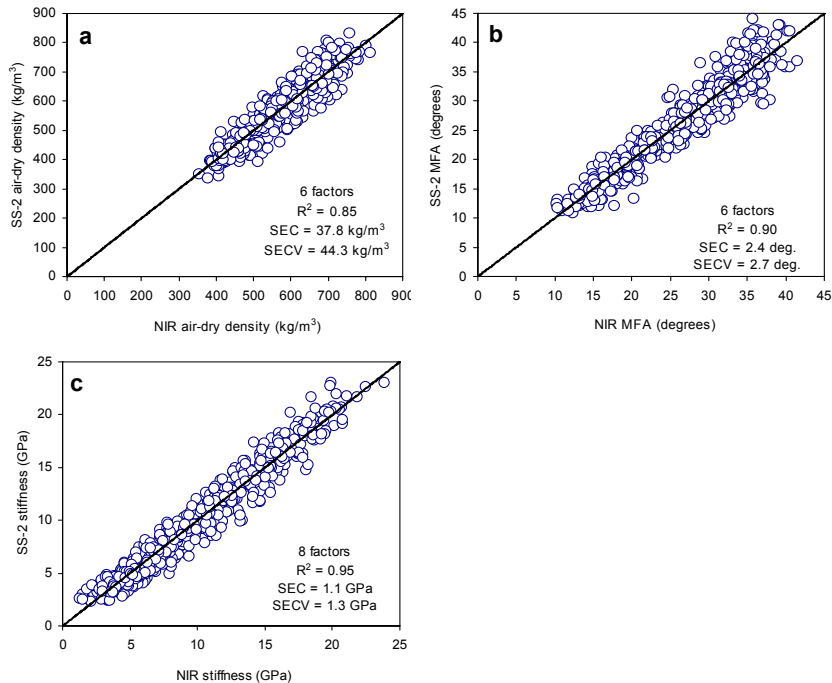 a
900
800
700
600
500
400
300
200
100
0
SS-2 air-dry density (kg/m³)
6 factors
R² = 0.85
SEC = 37.8 kg/m³
SECV = 44.3 kg/m³
0 100 200 300 400 500 600 700 800 900
NIR air-dry density (kg/m³)
b
45
40
35
30
25
20
15
10
5
0
SS-2 MFA (degrees)
6 factors
R² = 0.90
SEC = 2.4 deg.
SECV = 2.7 deg.
0 5 10 15 20 25 30 35 40 45
NIR MFA (degrees)
c
25
20
15
10
5
0
SS-2 stiffness (GPa)
8 factors
R² = 0.95
SEC = 1.1 GPa
SECV = 1.3 GPa
0 5 10 15 20 25
NIR stiffness (GPa)